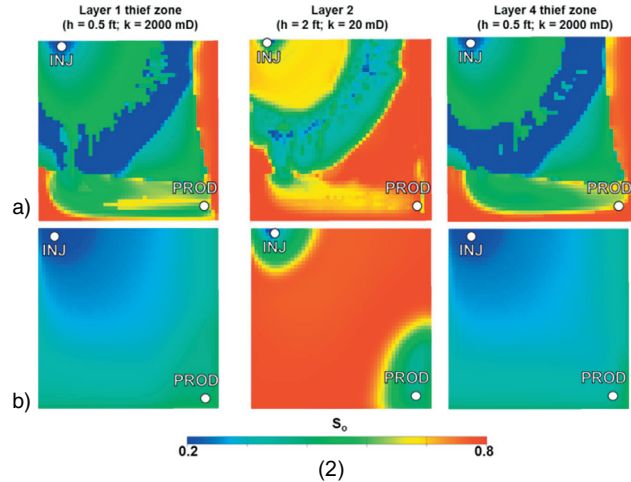 Layer 1 thief zone
(h = 0.5 ft; k = 2000 mD)
Layer 2
(h = 2 ft; k = 20 mD)
Layer 4 thief zone
(h = 0.5 ft; k = 2000 mD)
a)
INJ
PROD
INJ
PROD
INJ
PROD
b)
INJ
PROD
INJ
PROD
INJ
PROD
So
0.2
0.8
(2)